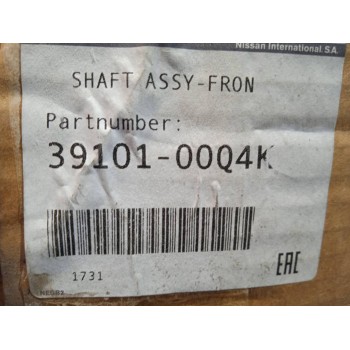 Nissan International S.A.
SHAFT ASSY-FRON
Partnumber:
39101-00Q4K
1731
EAC